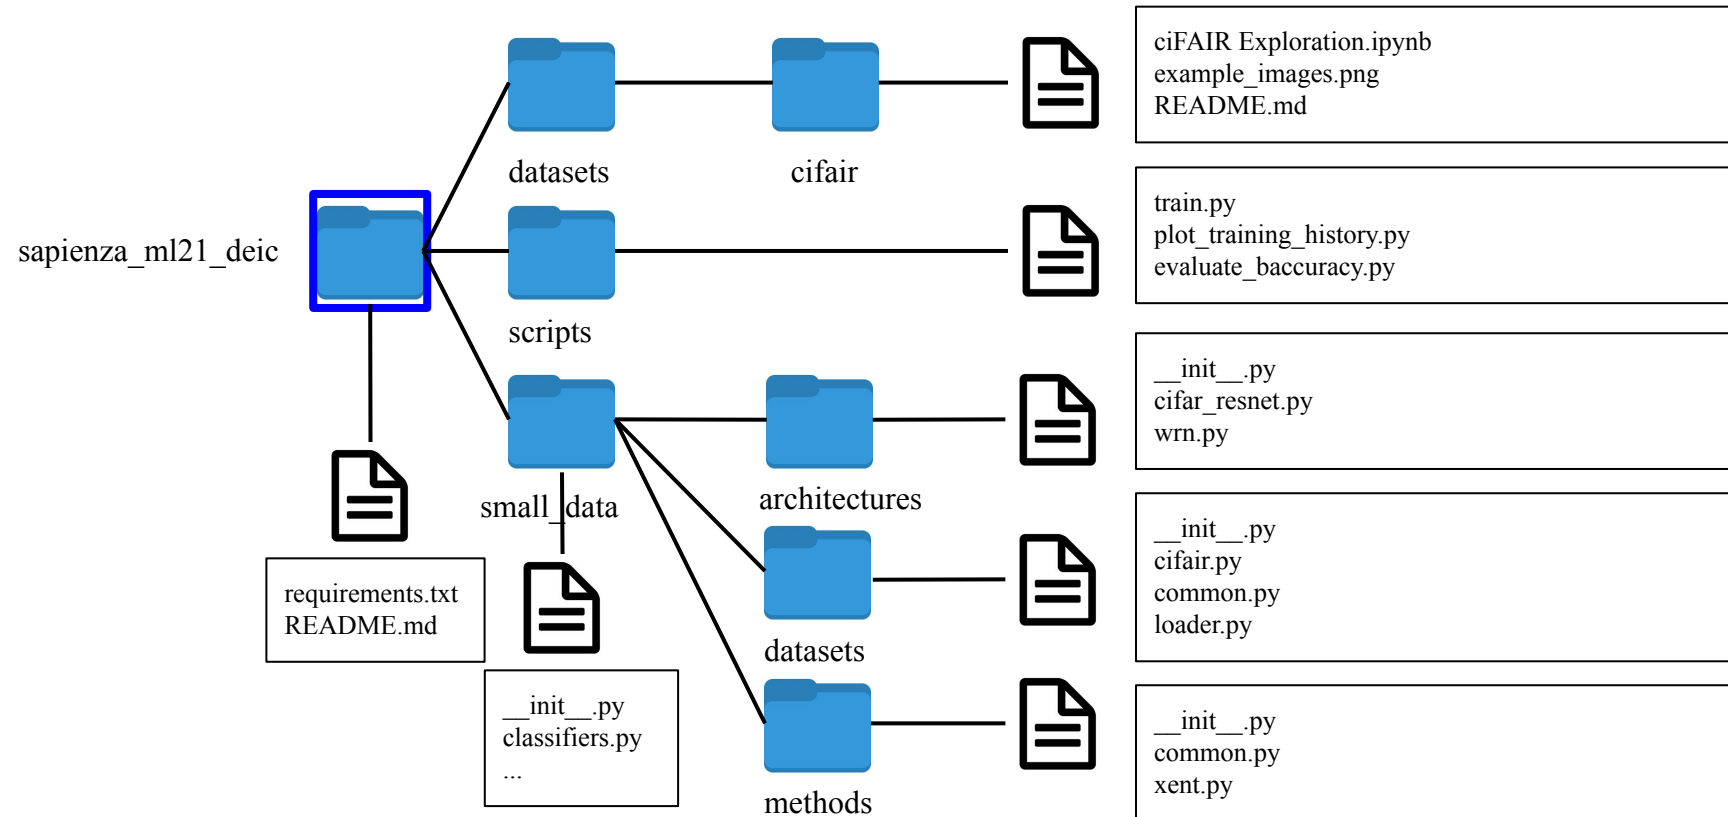 ciFAIR Exploration.ipynb
example_images.png
README.md
datasets
cifair
train.py
plot_training_history.py
evaluate_baccuracy.py
sapienza_ml21_deic
scripts
__init__.py
cifar_resnet.py
wrn.py
small_data
architectures
__init__.py
cifair.py
common.py
loader.py
requirements.txt
README.md
datasets
__init__.py
classifiers.py
...
__init__.py
common.py
xent.py
methods